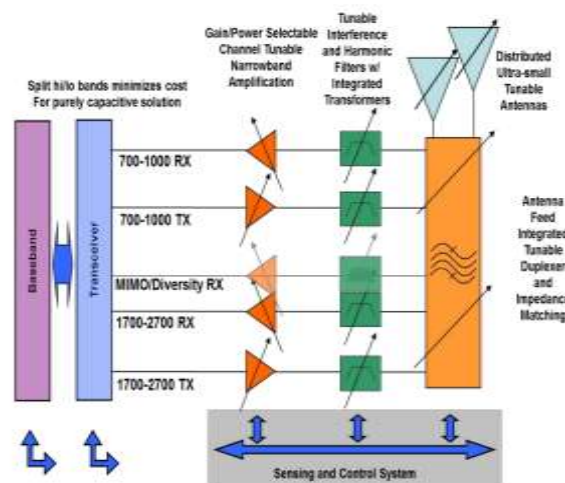 Gain/Power Selectable
Channel Tunable
Narrowband
Amplification
Tunable
Interference
and Harmonic
Filters w/
Integrated
Transformers
Distributed
Ultra-small
Tunable
Antennas
Split hi/lo bands minimizes cost
For purely capacitive solution
Baseband
Transceiver
700-1000 RX
700-1000 TX
MIMO/Diversity RX
1700-2700 RX
1700-2700 TX
Antenna
Feed
Integrated
Tunable
Duplexer
and
Impedance
Matching
Sensing and Control System